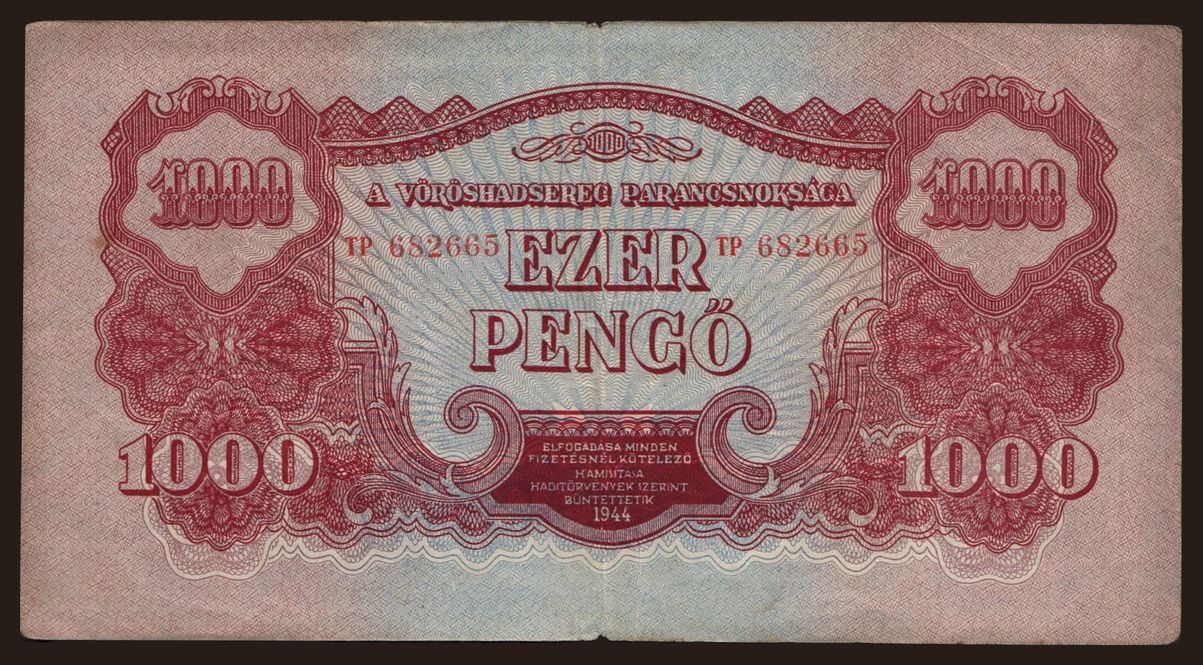 1000 1000
A VÖRÖSHADSEREG PARANCSNOKSÁGA
TP 682665 TP 682665
EZER
PENGŐ
1000 1000
ELFOGADÁSA MINDEN
FIZETÉSNÉL KÖTELEZŐ
HAMISÍTÁSA
HADITÖRVÉNYEK SZERINT
BÜNTETTETIK
1944